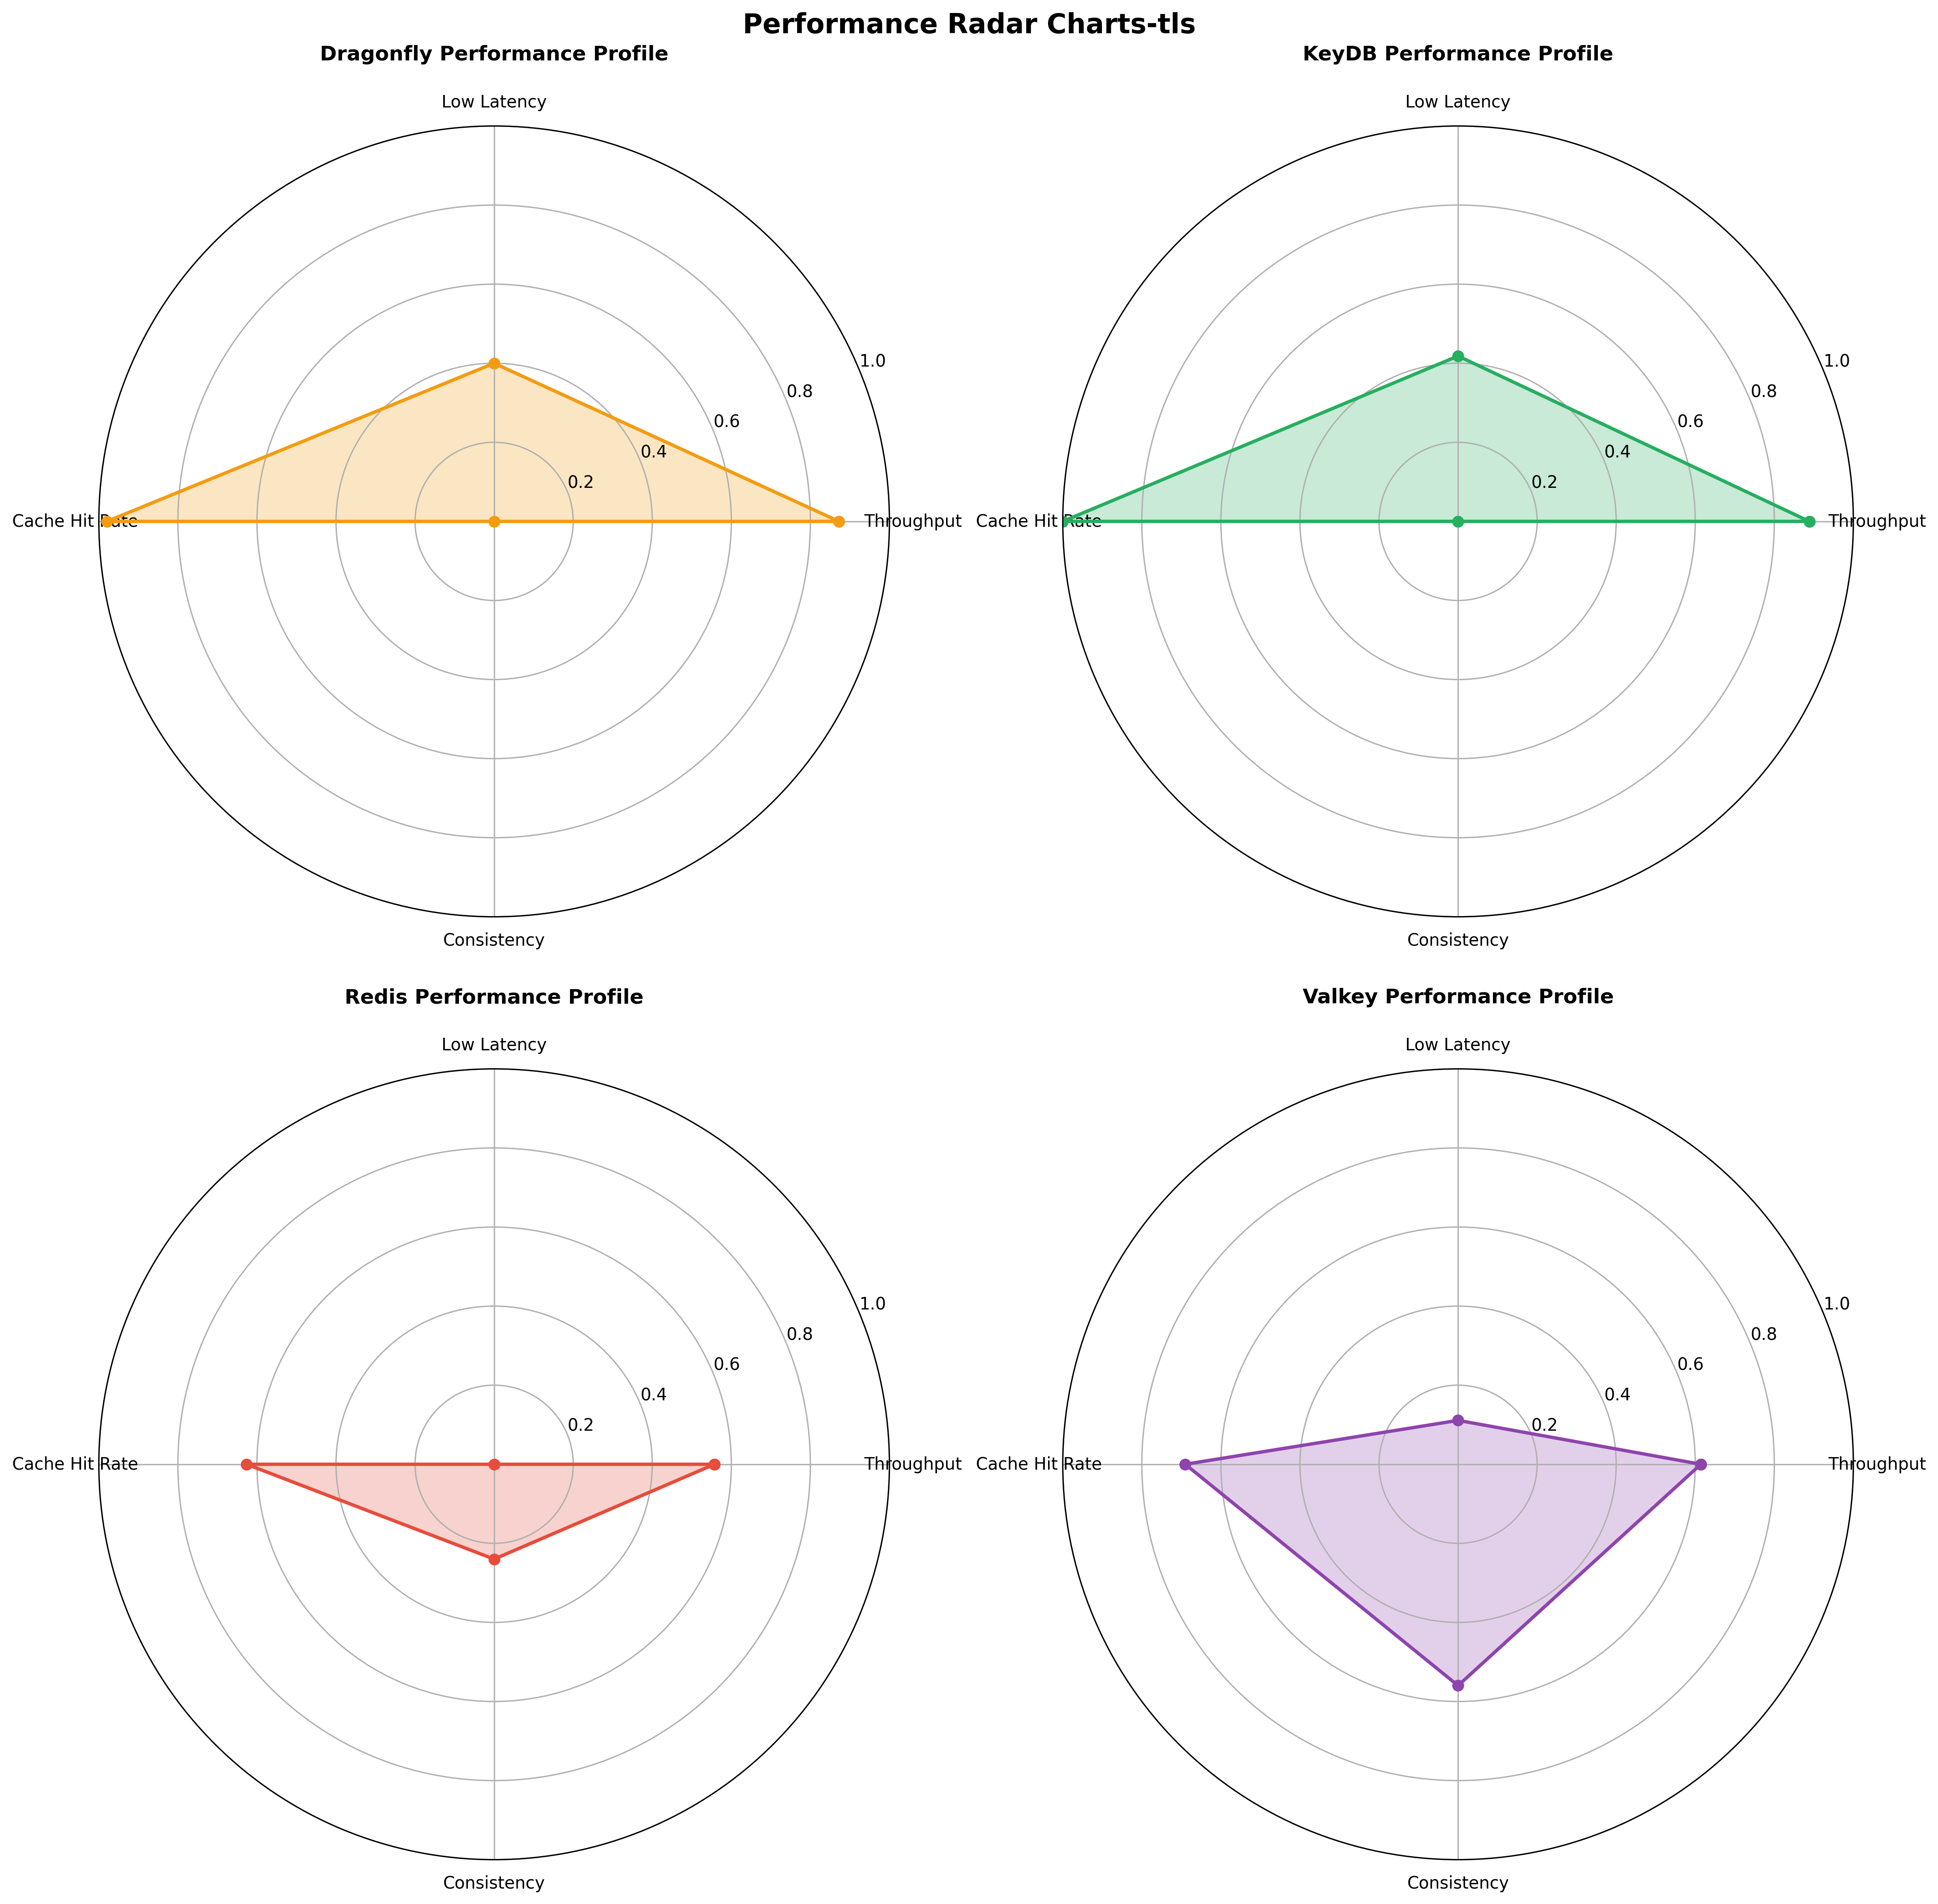 Performance Radar Charts-tls
Dragonfly Performance Profile
Low Latency
1.0
0.8
0.6
0.4
0.2
Cache Hit Rate
Throughput
Consistency
KeyDB Performance Profile
Low Latency
1.0
0.8
0.6
0.4
0.2
Cache Hit Rate
Throughput
Consistency
Redis Performance Profile
Low Latency
1.0
0.8
0.6
0.4
0.2
Cache Hit Rate
Throughput
Consistency
Valkey Performance Profile
Low Latency
1.0
0.8
0.6
0.4
0.2
Cache Hit Rate
Throughput
Consistency